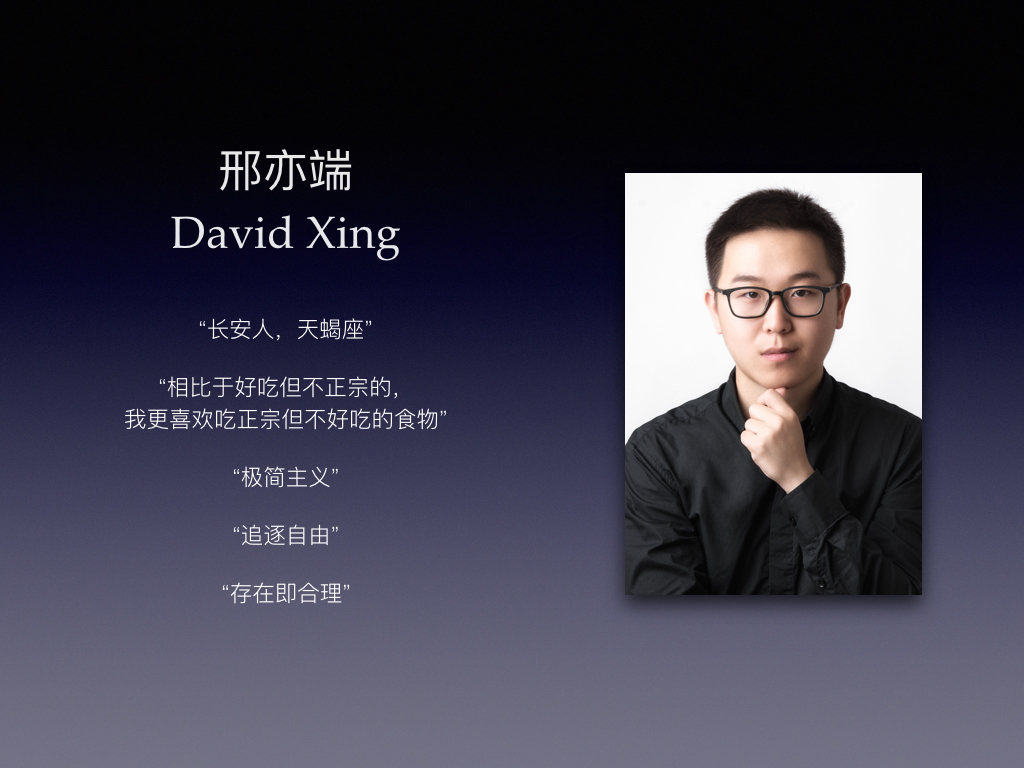 邢亦端
David Xing
“长安人，天蝎座”
“相比于好吃但不正宗的，
我更喜欢吃正宗但不好吃的食物”
“极简主义”
“追逐自由”
“存在即合理”